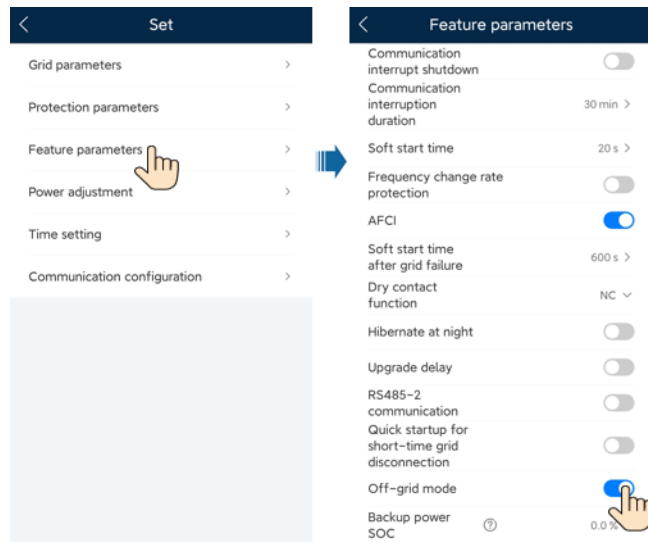 Set
Grid parameters
Protection parameters
Feature parameters
Power adjustment
Time setting
Communication configuration
Feature parameters
Communication
interrupt shutdown
Communication
interruption
duration
30 min
Soft start time
20 s
Frequency change rate
protection
AFCI
Soft start time
after grid failure
600 s
Dry contact
function
NC
Hibernate at night
Upgrade delay
RS485-2
communication
Quick startup for
short-time grid
disconnection
Off-grid mode
Backup power
SOC
?
0.0 %